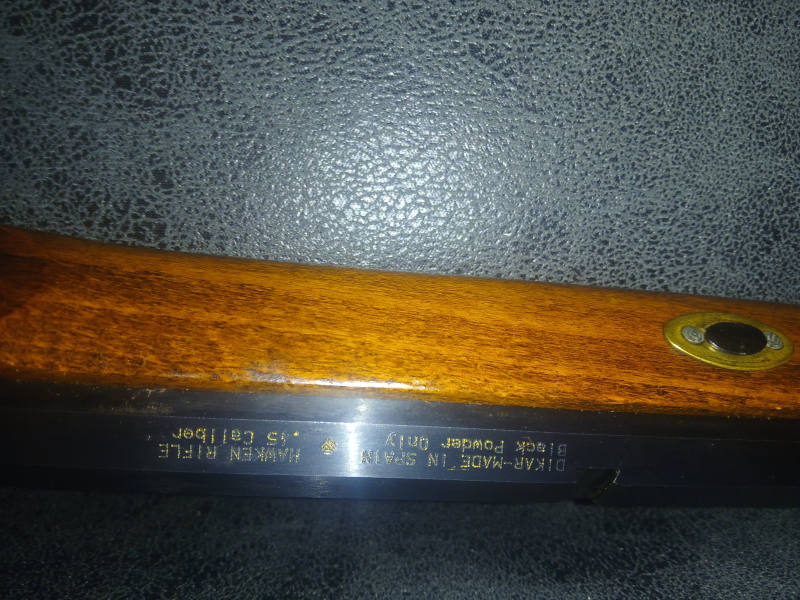 DIKAR-MADE IN SPAIN
Black Powder Only
HAWKEN RIFLE
.45 Caliber